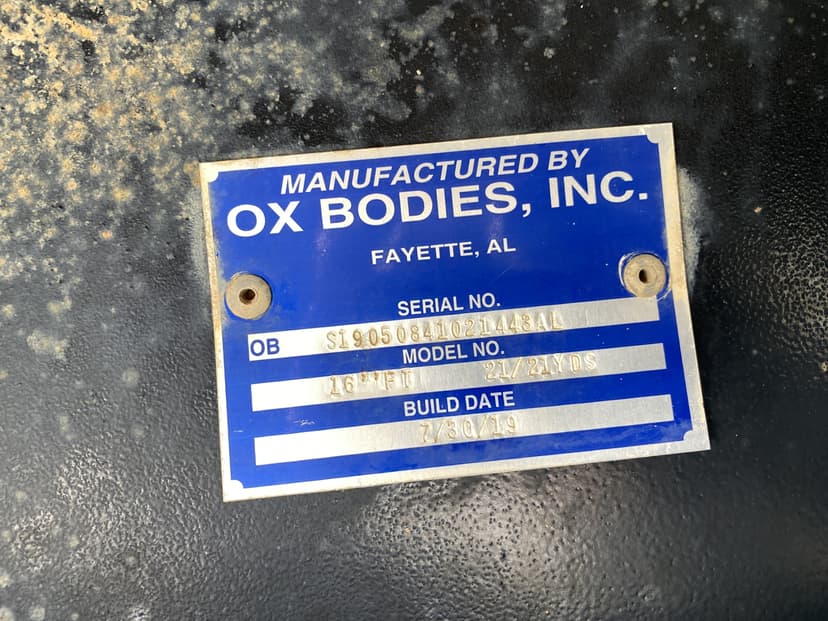 MANUFACTURED BY
OX BODIES, INC.
FAYETTE, AL
SERIAL NO.
OB S19050841021443AL
MODEL NO.
16"FT 21/21YDS
BUILD DATE
7/30/19